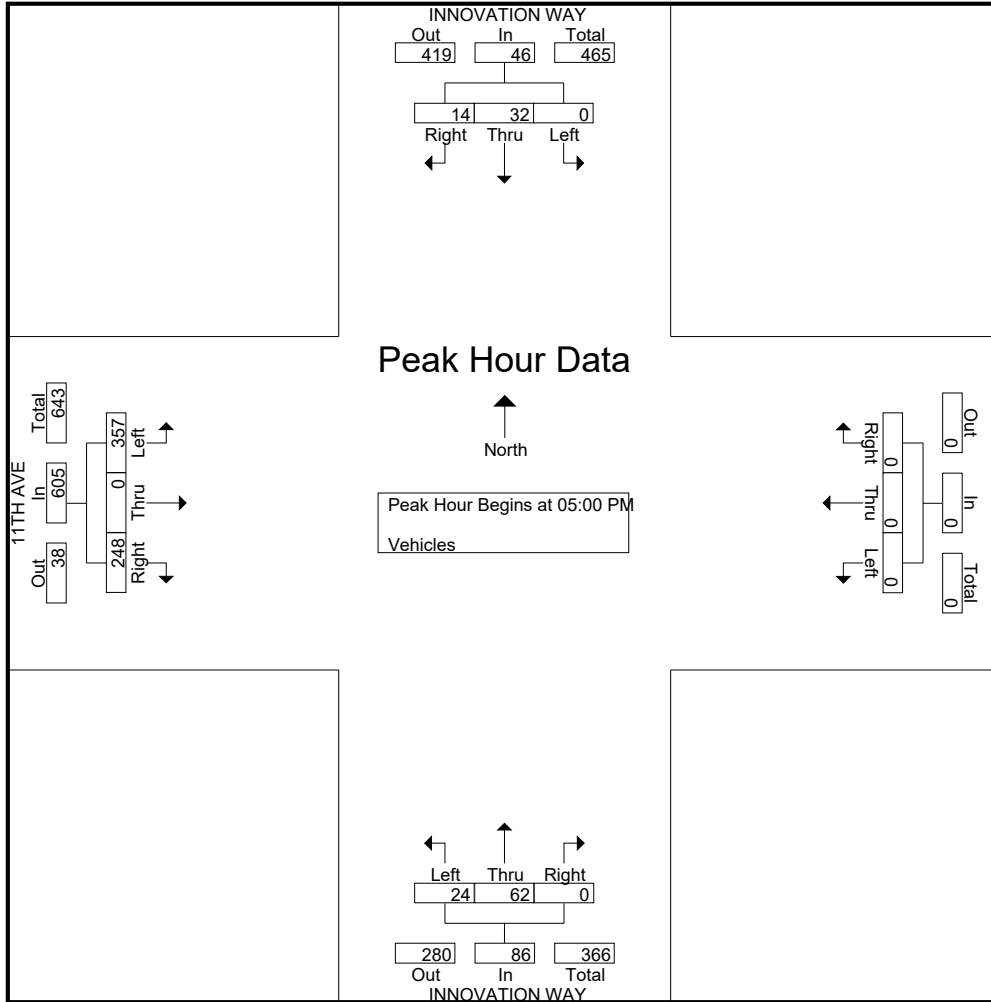 INNOVATION WAY
Out In Total
419 46 465
14 32 0
Right Thru Left
Peak Hour Data
North
Peak Hour Begins at 05:00 PM
Vehicles
11TH AVE
Out In Total
38 605 643
Right Thru Left
248 0 357
Out In Total
0 0 0
Right Thru Left
0 0 0
Left Thru Right
24 62 0
280 86 366
Out In Total
INNOVATION WAY